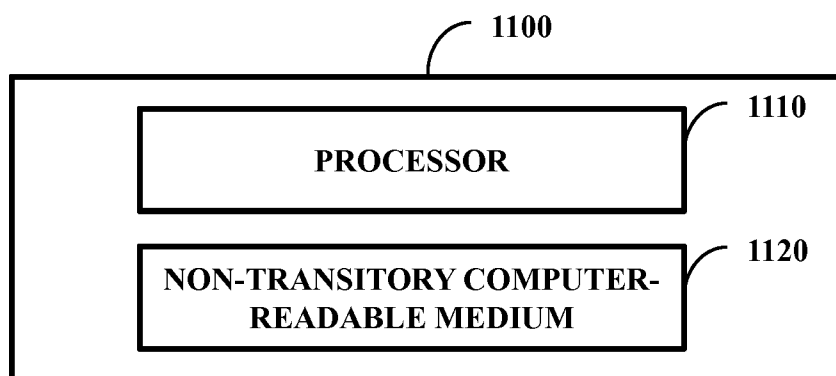 1100
1110
PROCESSOR
1120
NON-TRANSITORY COMPUTER-
READABLE MEDIUM